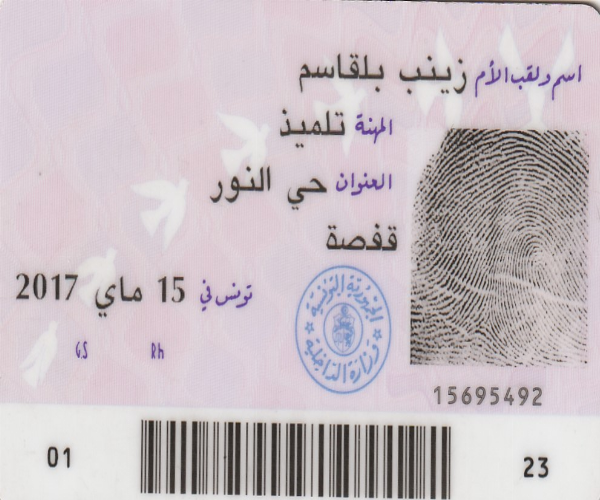 اسم ولقب الأم زينب بلقاسم
المهنة تلميذ
العنوان حي النور
قفصة
تونس في 15 ماي 2017
GS Rh
الجمهورية التونسية
وزارة الداخلية
15695492
01 23